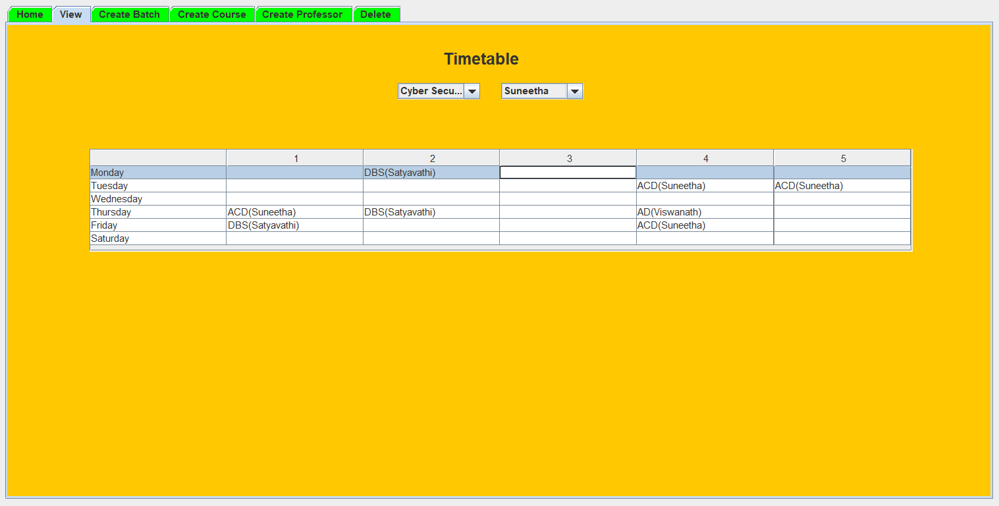 Home View Create Batch Create Course Create Professor Delete
Timetable
Cyber Secu... Suneetha
1 2 3 4 5
Monday DBS(Satyavathi)
Tuesday ACD(Suneetha) ACD(Suneetha)
Wednesday
Thursday ACD(Suneetha) DBS(Satyavathi) AD(Viswanath)
Friday DBS(Satyavathi) ACD(Suneetha)
Saturday